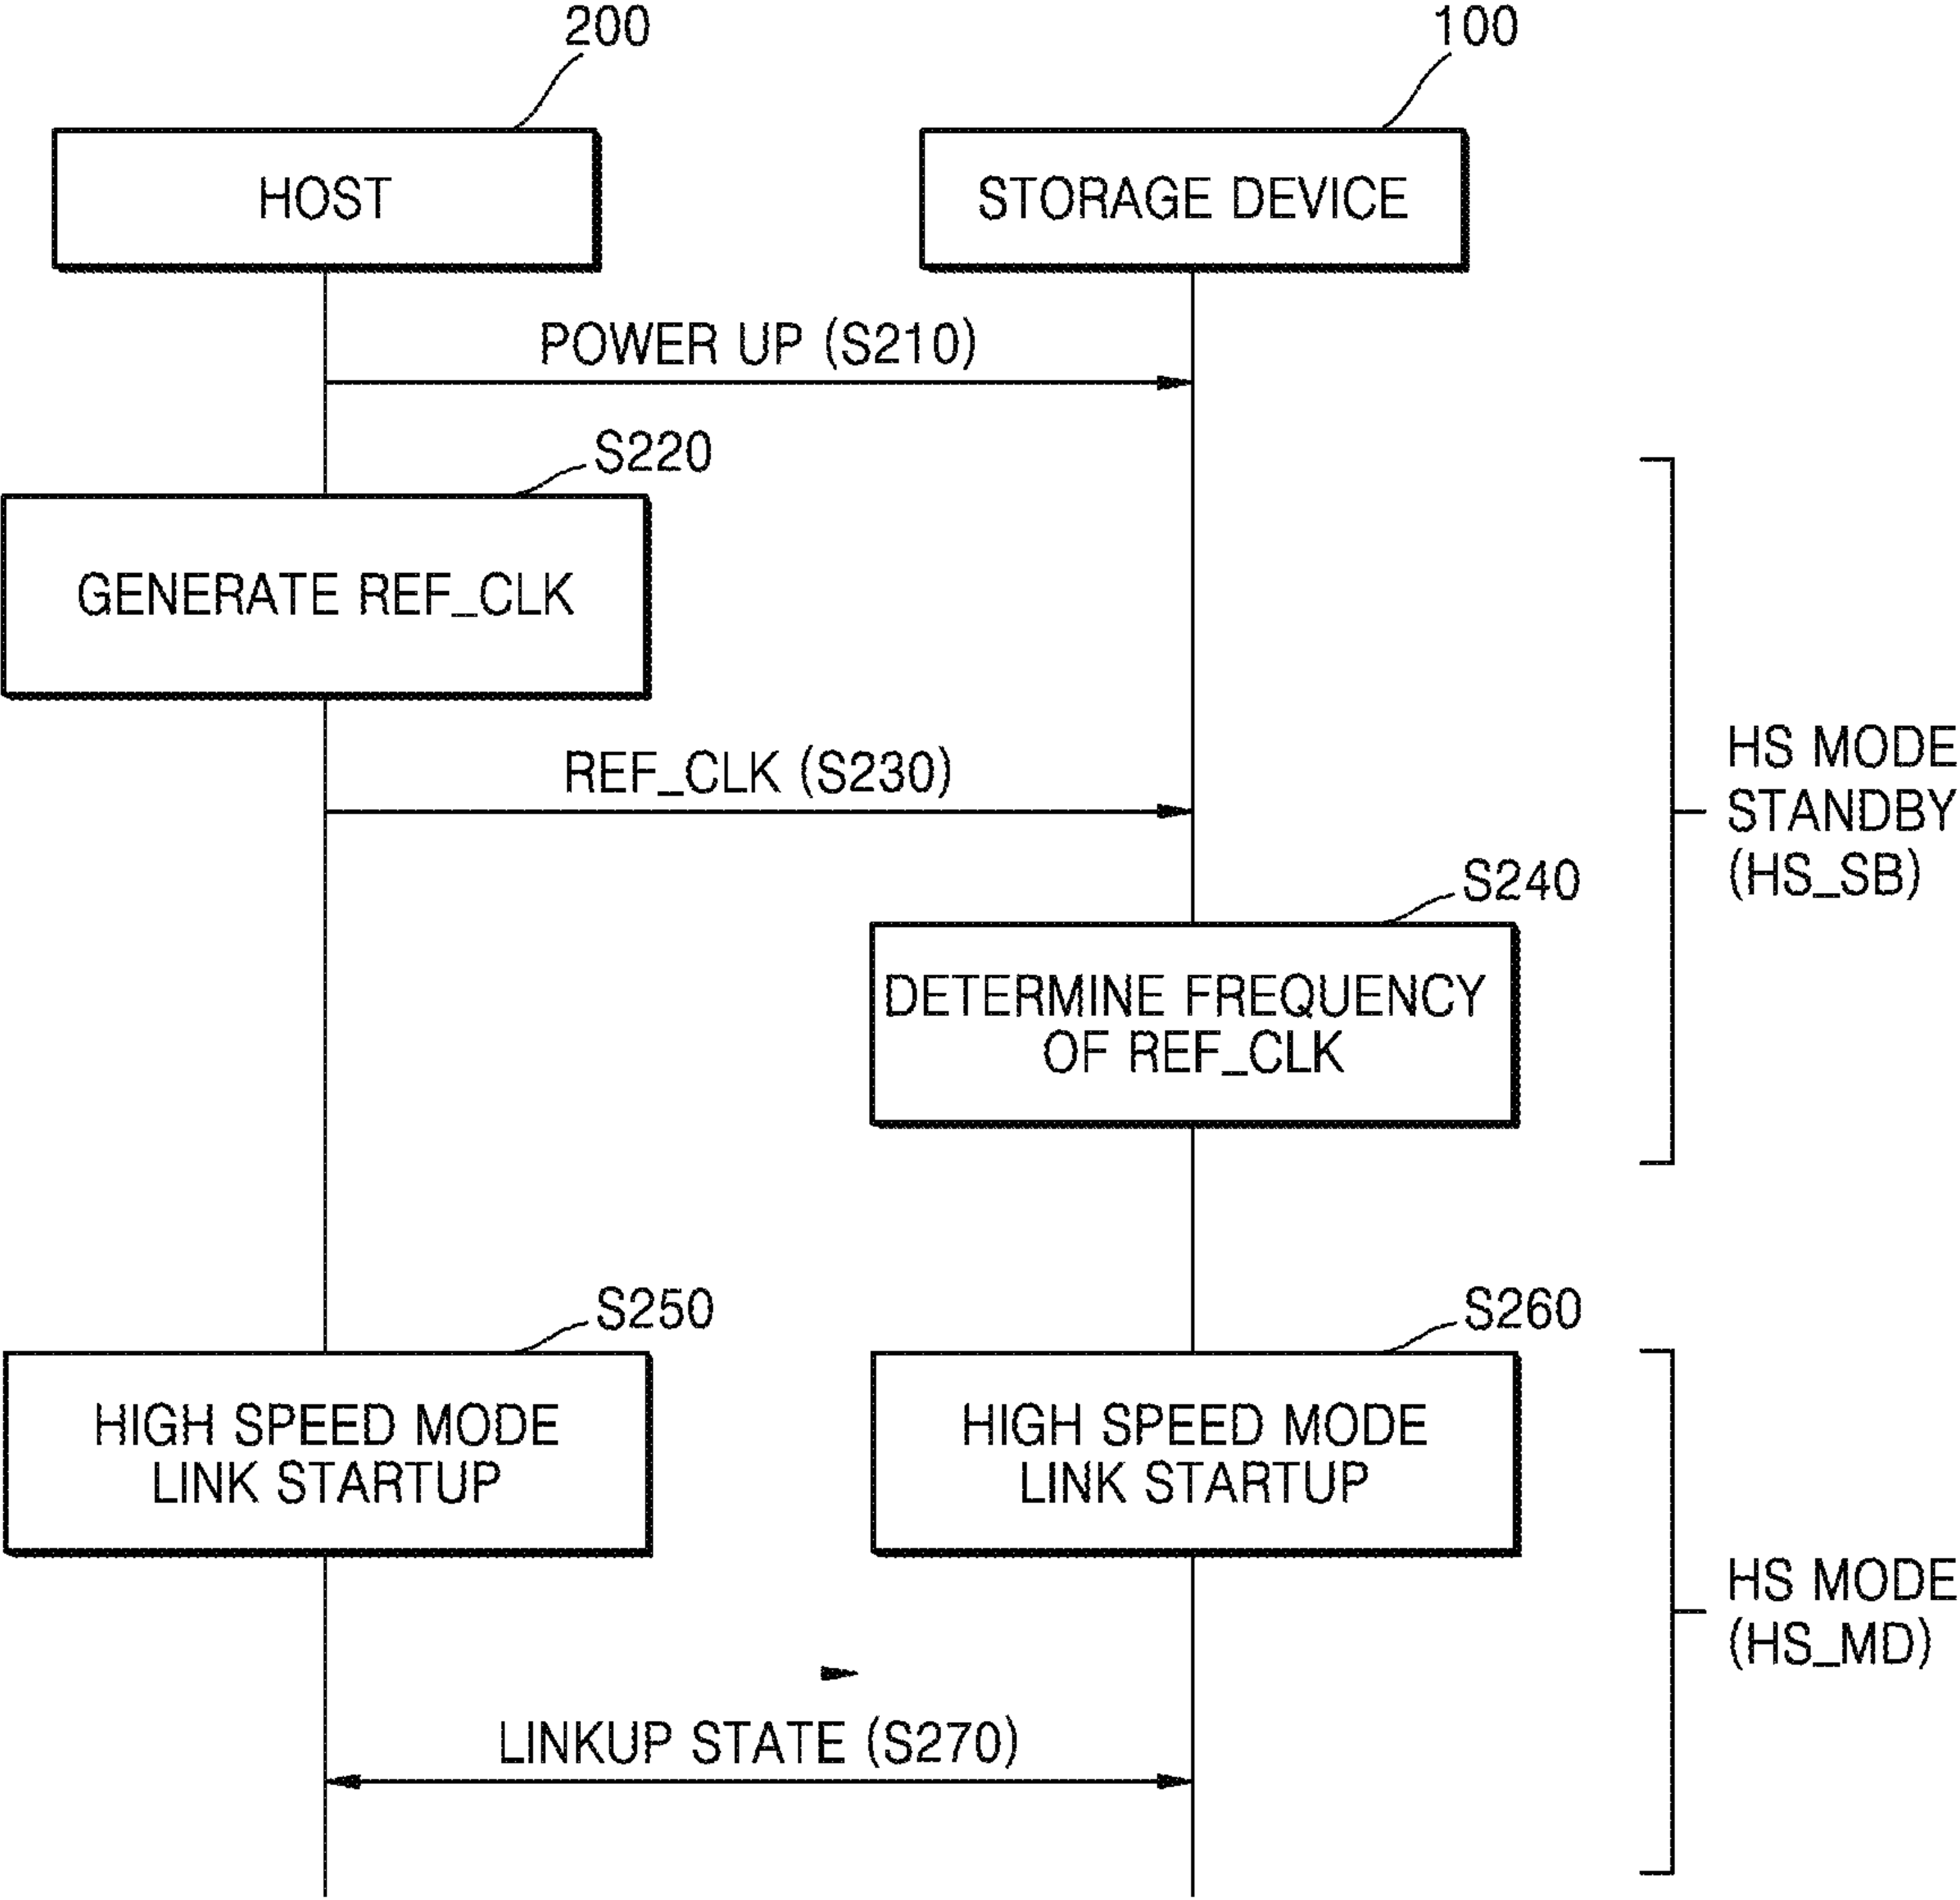 200
100
HOST
STORAGE DEVICE
POWER UP (S210)
S220
GENERATE REF_CLK
REF_CLK (S230)
HS MODE
STANDBY
(HS_SB)
S240
DETERMINE FREQUENCY
OF REF_CLK
S250
S260
HIGH SPEED MODE
LINK STARTUP
HIGH SPEED MODE
LINK STARTUP
HS MODE
(HS_MD)
LINKUP STATE (S270)